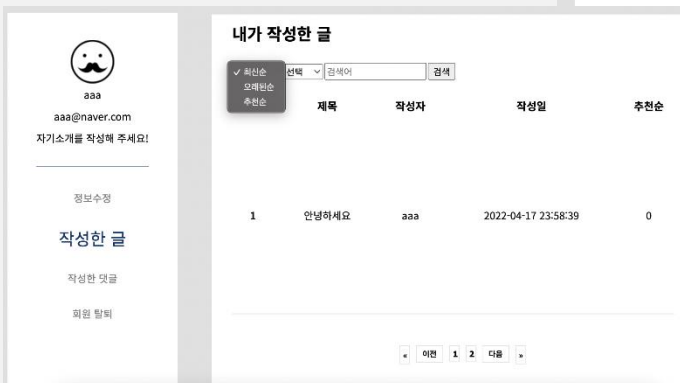 aaa
aaa@naver.com
자기소개를 작성해 주세요!
정보수정
작성한 글
작성한 댓글
회원 탈퇴
내가 작성한 글
✓ 최신순
오래된순
추천순
선택 검색어 검색
제목 작성자 작성일 추천순
1 안녕하세요 aaa 2022-04-17 23:58:39 0
« 이전 1 2 다음 »